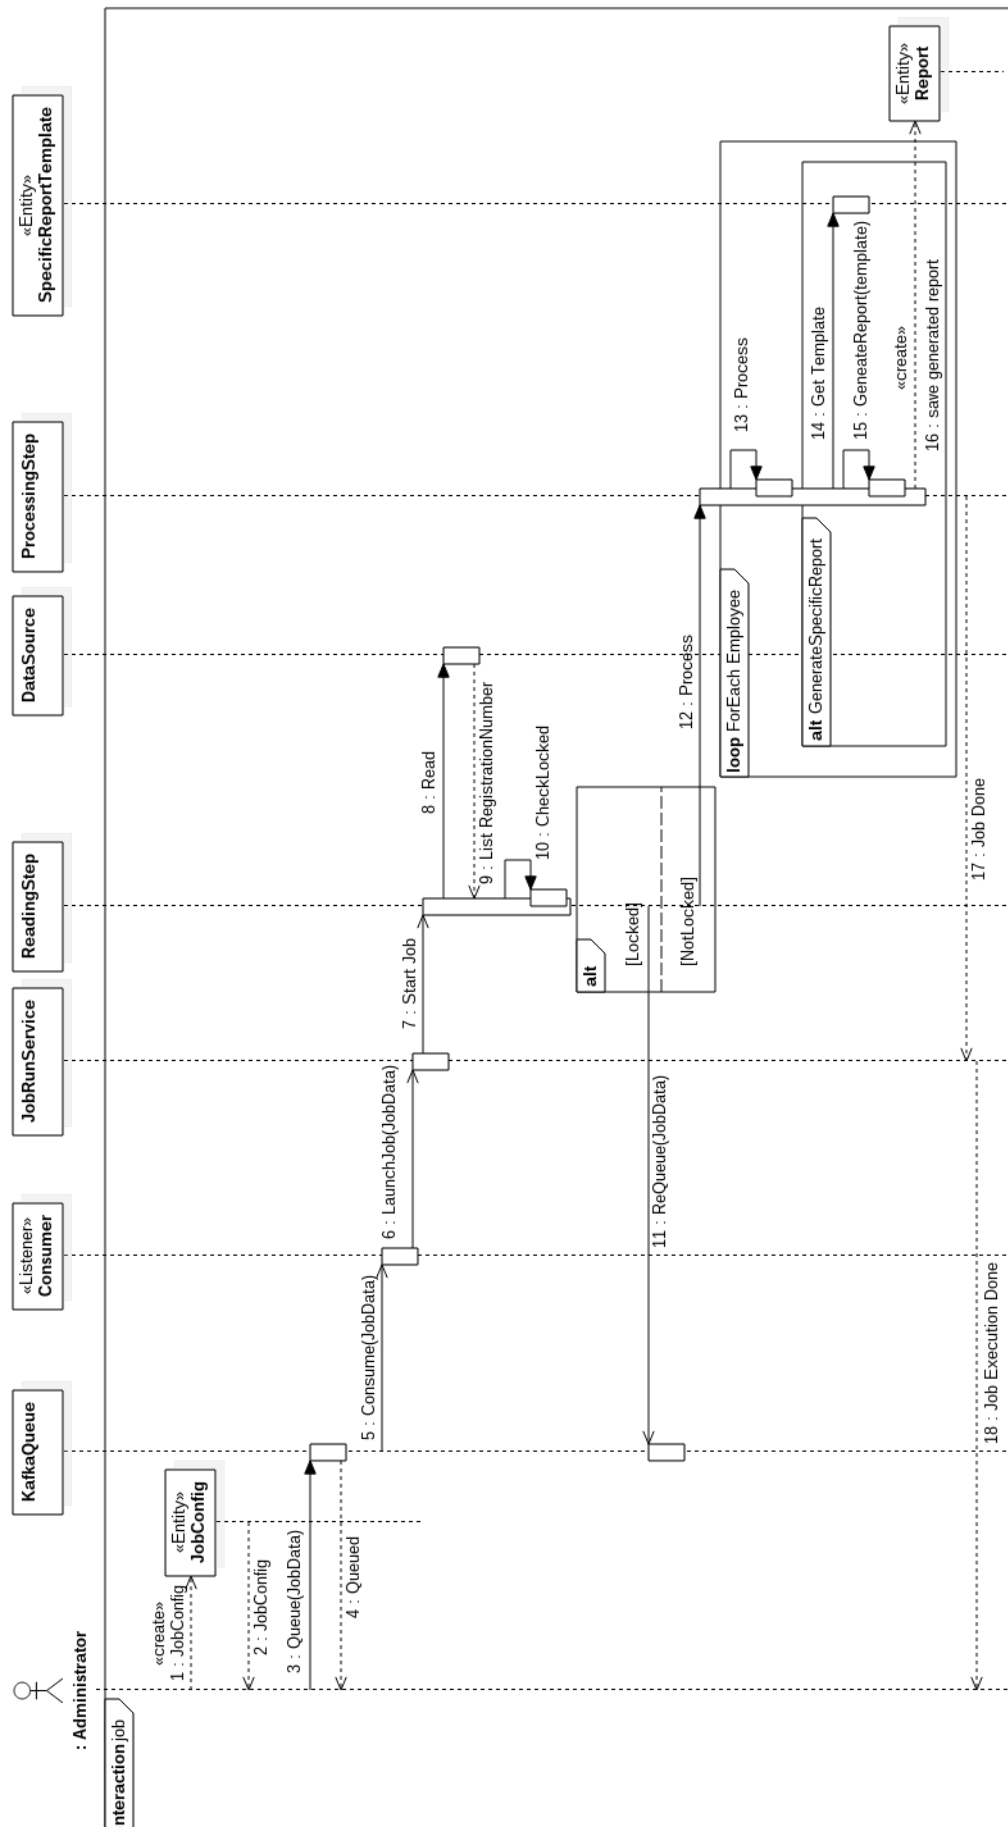 nteraction job
: Administrator
«Entity»
JobConfig
KafkaQueue
«Listener»
Consumer
JobRunService
ReadingStep
DataSource
ProcessingStep
«Entity»
SpecificReportTemplate
«Entity»
Report
«create»
1 : JobConfig
2 : JobConfig
3 : Queue(JobData)
4 : Queued
5 : Consume(JobData)
6 : LaunchJob(JobData)
7 : Start Job
8 : Read
9 : List RegistrationNumber
10 : CheckLocked
alt
[Locked]
[NotLocked]
11 : ReQueue(JobData)
12 : Process
loop ForEach Employee
13 : Process
alt GenerateSpecificReport
14 : Get Template
15 : GeneateReport(template)
«create»
16 : save generated report
17 : Job Done
18 : Job Execution Done